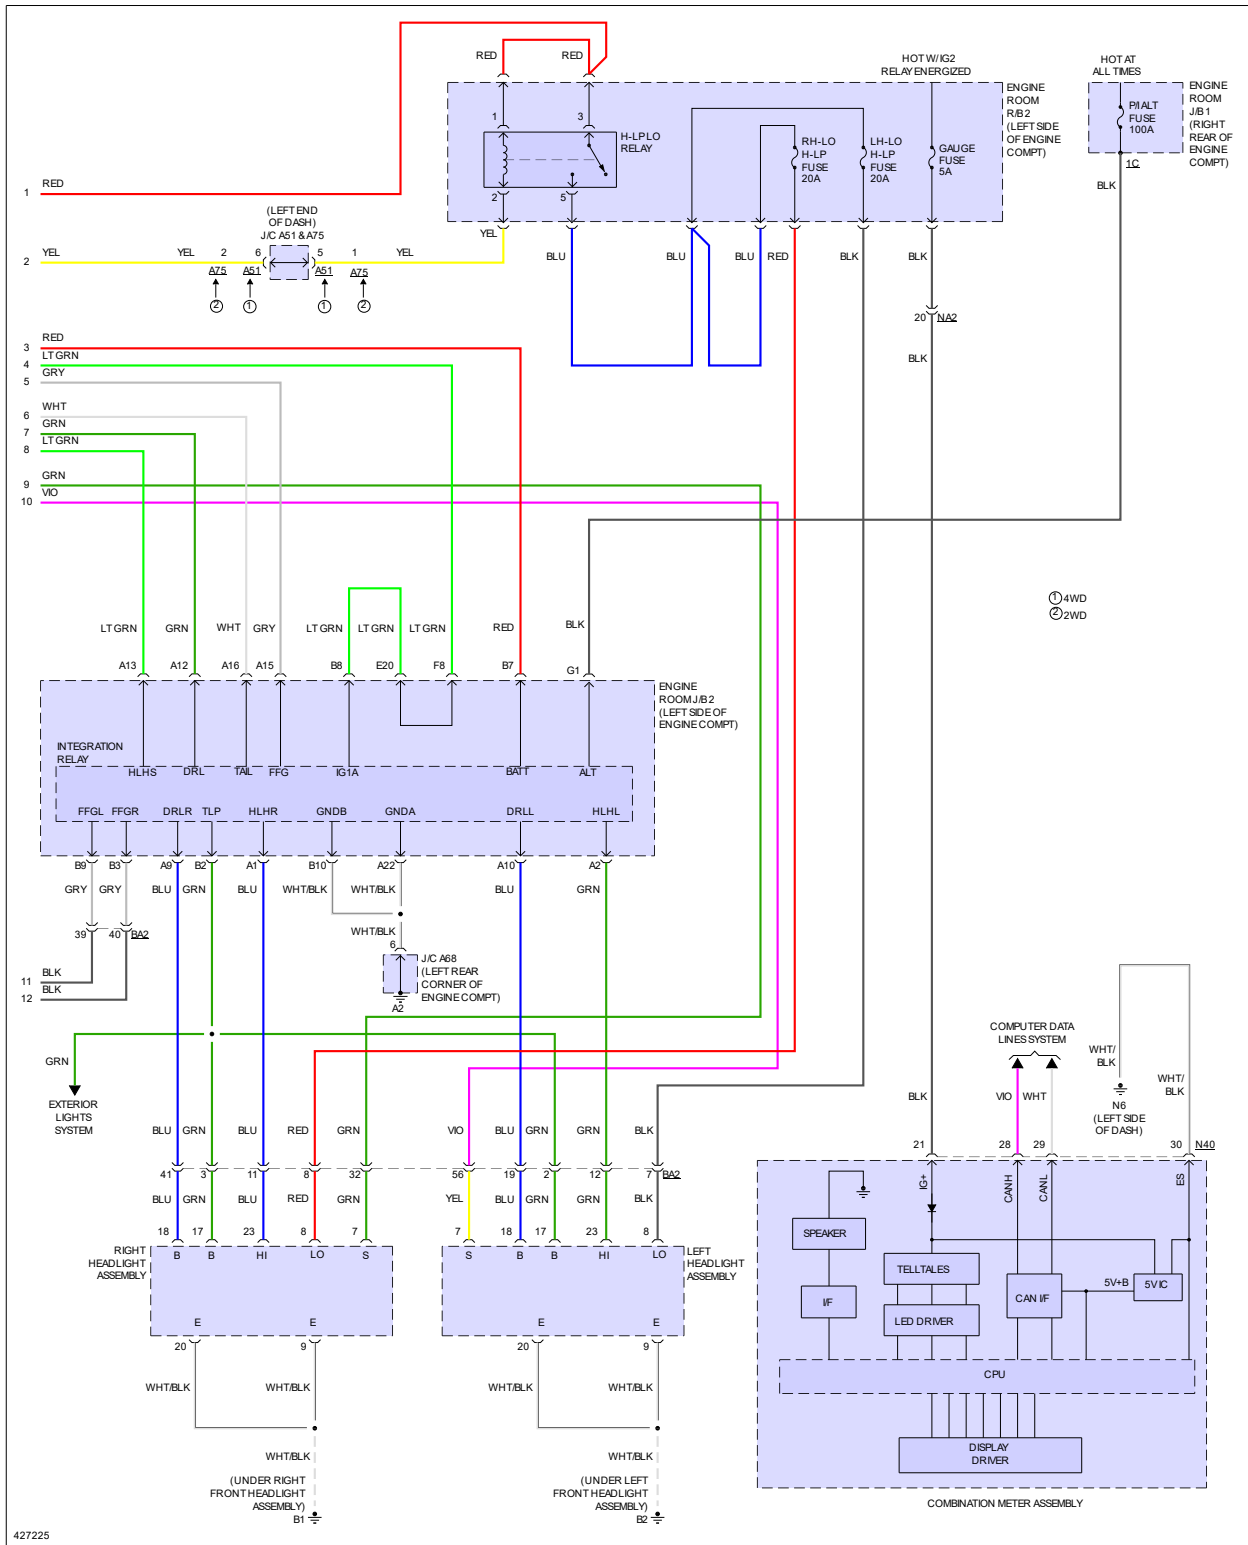 RED RED
HOT W/IG2
RELAY ENERGIZED
HOT AT
ALL TIMES
ENGINE
ROOM
R/B2
(LEFT SIDE
OF ENGINE
COMPT)
P/I ALT
FUSE
100A
ENGINE
ROOM
J/B1
(RIGHT
REAR OF
ENGINE
COMPT)
1C
BLK
1 3
H-LP LO
RELAY
RH-LO
H-LP
FUSE
20A
LH-LO
H-LP
FUSE
20A
GAUGE
FUSE
5A
2 5
1 RED
(LEFT END
OF DASH)
J/C A51 & A75
YEL
2 YEL YEL 2 6 5 1 YEL
A75 A51 A51 A75
2 1 1 2
BLU BLU BLU RED BLK BLK
20 NA2
BLK
3 RED
4 LT GRN
5 GRY
6 WHT
7 GRN
8 LT GRN
9 GRN
10 VIO
1 4WD
2 2WD
LT GRN GRN WHT GRY LT GRN LT GRN LT GRN RED BLK
A13 A12 A16 A15 B8 E20 F8 B7 G1
ENGINE
ROOM J/B2
(LEFT SIDE OF
ENGINE COMPT)
INTEGRATION
RELAY
HLHS DRL TAIL FFG IG1A BATT ALT
FFGL FFGR DRLR TLP HLHR GNDB GNDA DRLL HLHL
B9 B3 A9 B2 A1 B10 A22 A10 A2
GRY GRY BLU GRN BLU WHT/BLK WHT/BLK BLU GRN
39 40 BA2
WHT/BLK
6
J/C A68
(LEFT REAR
CORNER OF
ENGINE COMPT)
A2
11 BLK
12 BLK
GRN
EXTERIOR
LIGHTS
SYSTEM
COMPUTER DATA
LINES SYSTEM
WHT/
BLK
N6
(LEFT SIDE
OF DASH)
WHT/
BLK
BLK VIO WHT
21 28 29 30 N40
BLU GRN BLU RED GRN VIO BLU GRN GRN BLK
41 3 11 8 32 56 19 2 12 7 BA2
BLU GRN BLU RED GRN YEL BLU GRN GRN BLK
18 17 23 8 7 7 18 17 23 8
RIGHT
HEADLIGHT
ASSEMBLY
B B HI LO S
E E
20 9
S B B HI LO
LEFT
HEADLIGHT
ASSEMBLY
E E
20 9
WHT/BLK WHT/BLK WHT/BLK WHT/BLK
WHT/BLK WHT/BLK
(UNDER RIGHT
FRONT HEADLIGHT
ASSEMBLY)
B1
(UNDER LEFT
FRONT HEADLIGHT
ASSEMBLY)
B2
IG+ CANH CANL ES
SPEAKER
TELLTALES
I/F
LED DRIVER
CAN I/F
5V+B
5V IC
CPU
DISPLAY
DRIVER
COMBINATION METER ASSEMBLY
427225